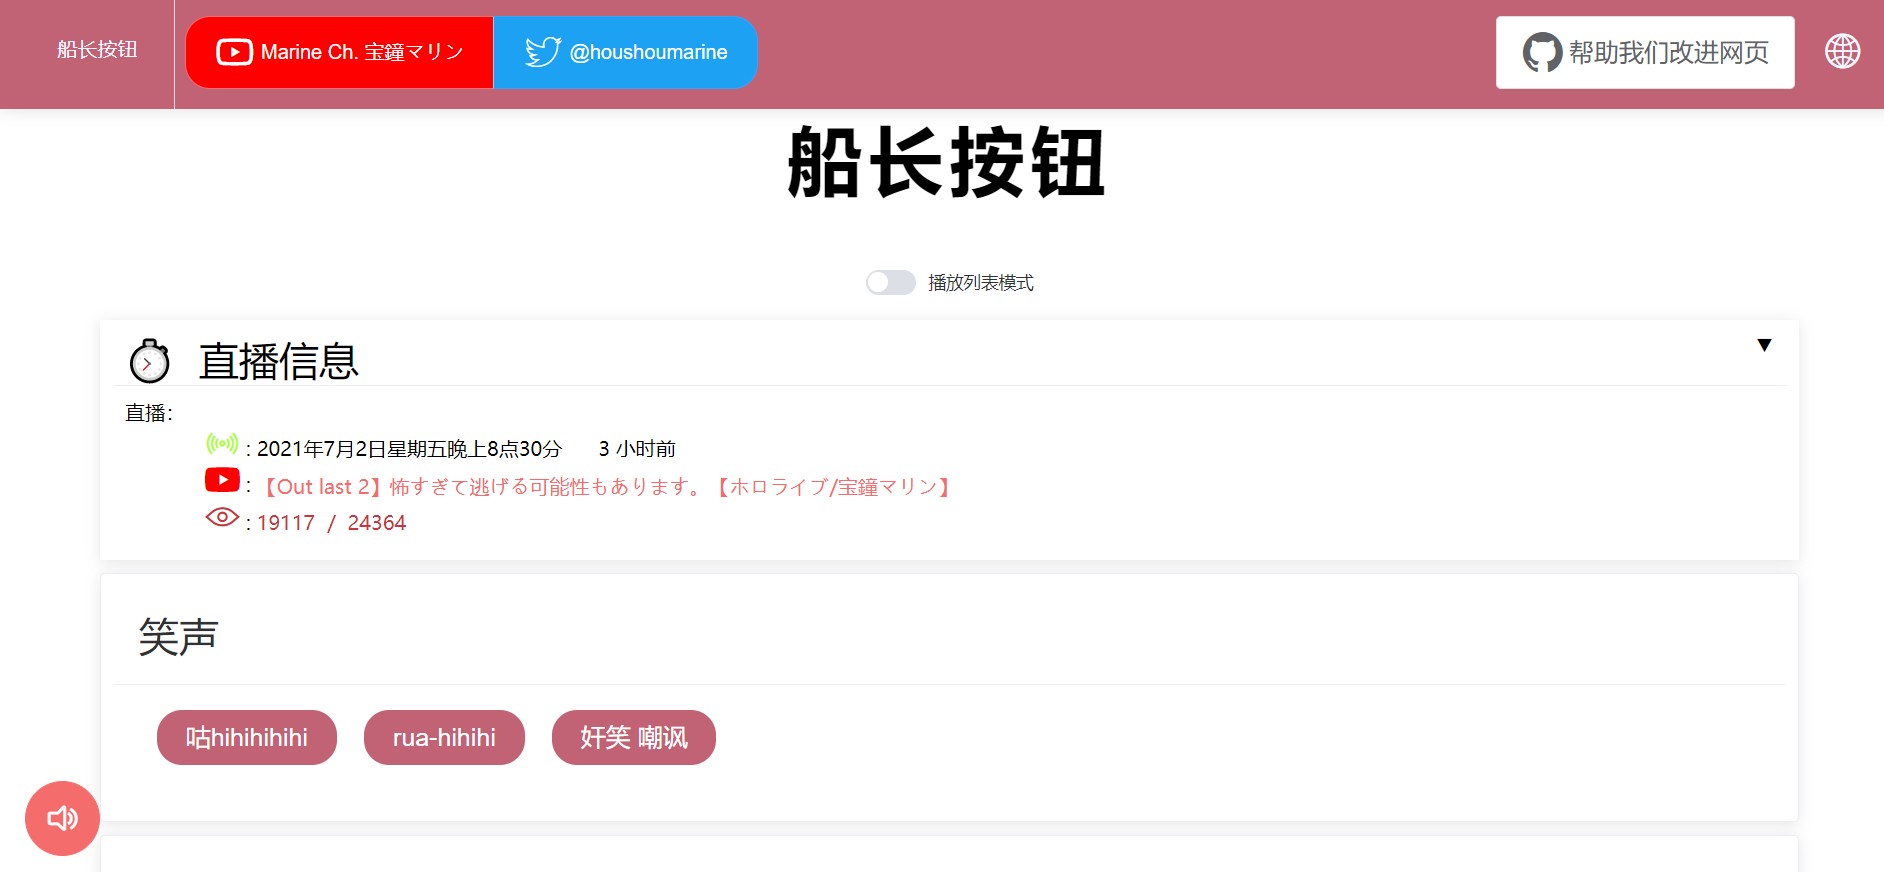 船长按钮
Marine Ch. 宝鐘マリン
@houshoumarine
帮助我们改进网页
船长按钮
播放列表模式
直播信息
▼
直播:
: 2021年7月2日星期五晚上8点30分 3 小时前
: 【Out last 2】怖すぎて逃げる可能性もあります。【ホロライブ/宝鐘マリン】
: 19117 / 24364
笑声
咕hihihihihi
rua-hihihi
奸笑 嘲讽